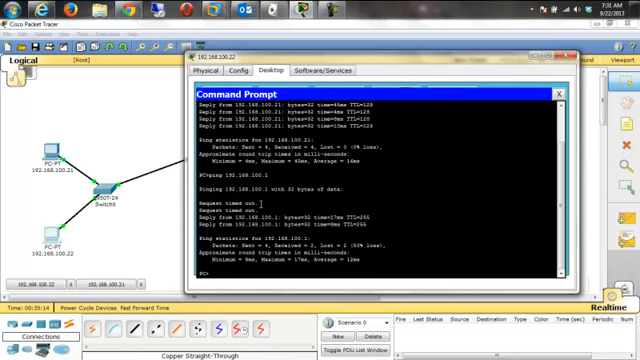 7:31 AM
9/22/2013
Cisco Packet Tracer
Logical
[Root]
192.168.100.22
Physical
Config
Desktop
Software/Services
Command Prompt
X
Reply from 192.168.100.21: bytes=32 time=45ms TTL=128
Reply from 192.168.100.21: bytes=32 time=4ms TTL=128
Reply from 192.168.100.21: bytes=32 time=8ms TTL=128
Reply from 192.168.100.21: bytes=32 time=10ms TTL=128
Ping statistics for 192.168.100.21:
Packets: Sent = 4, Received = 4, Lost = 0 (0% loss),
Approximate round trip times in milli-seconds:
Minimum = 4ms, Maximum = 45ms, Average = 16ms
PC>ping 192.168.100.1
Pinging 192.168.100.1 with 32 bytes of data:
Request timed out.
Request timed out.
Reply from 192.168.100.1: bytes=32 time=17ms TTL=255
Reply from 192.168.100.1: bytes=32 time=8ms TTL=255
Ping statistics for 192.168.100.1:
Packets: Sent = 4, Received = 2, Lost = 2 (50% loss),
Approximate round trip times in milli-seconds:
Minimum = 8ms, Maximum = 17ms, Average = 12ms
PC>
PC-PT
192.168.100.21
2950T-24
Switch0
PC-PT
192.168.100.22
192.168.100.22
192.168.100.21
Time: 00:35:14
Power Cycle Devices
Fast Forward Time
Realtime
Connections
Copper Straight-Through
Scenario 0
New
Delete
Toggle PDU List Window
Fire
Last Status
Source
Destination
Type
Color
Time (sec)
Periodic